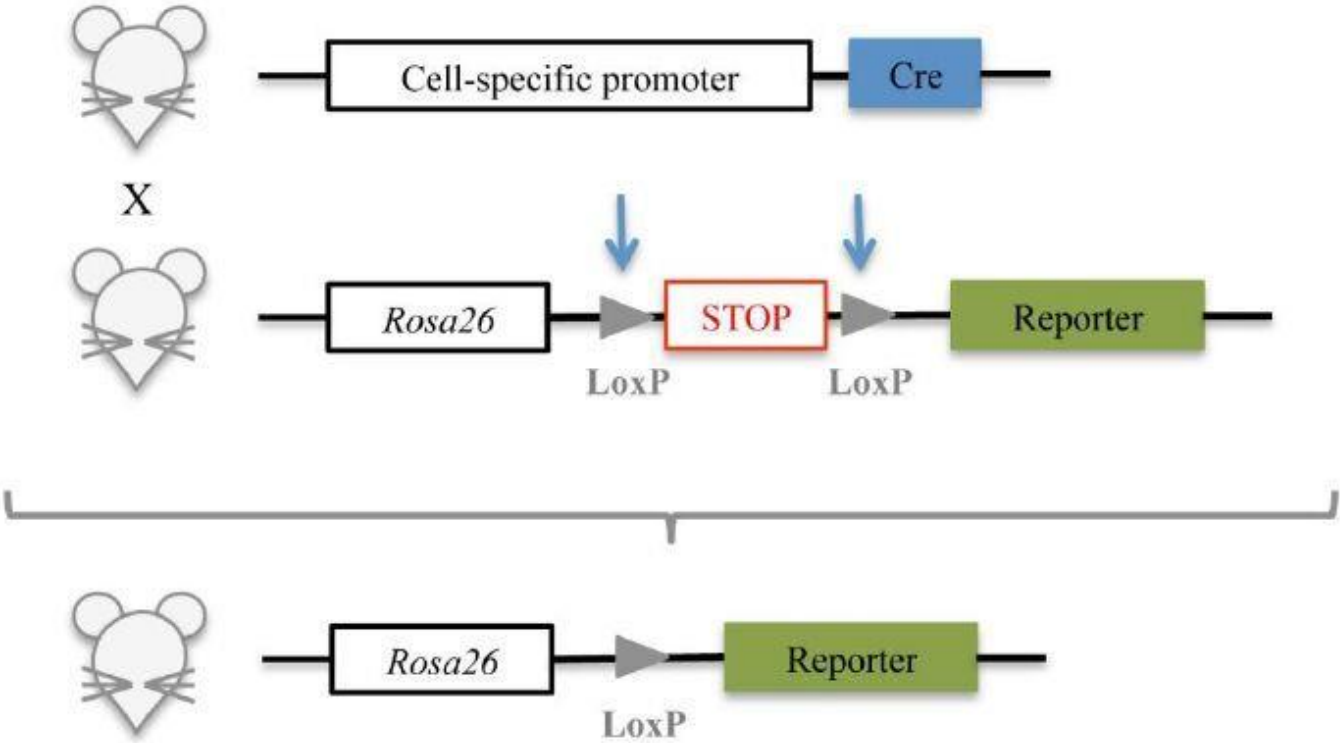 Cell-specific promoter Cre
X
Rosa26 STOP Reporter
LoxP LoxP
Rosa26 Reporter
LoxP